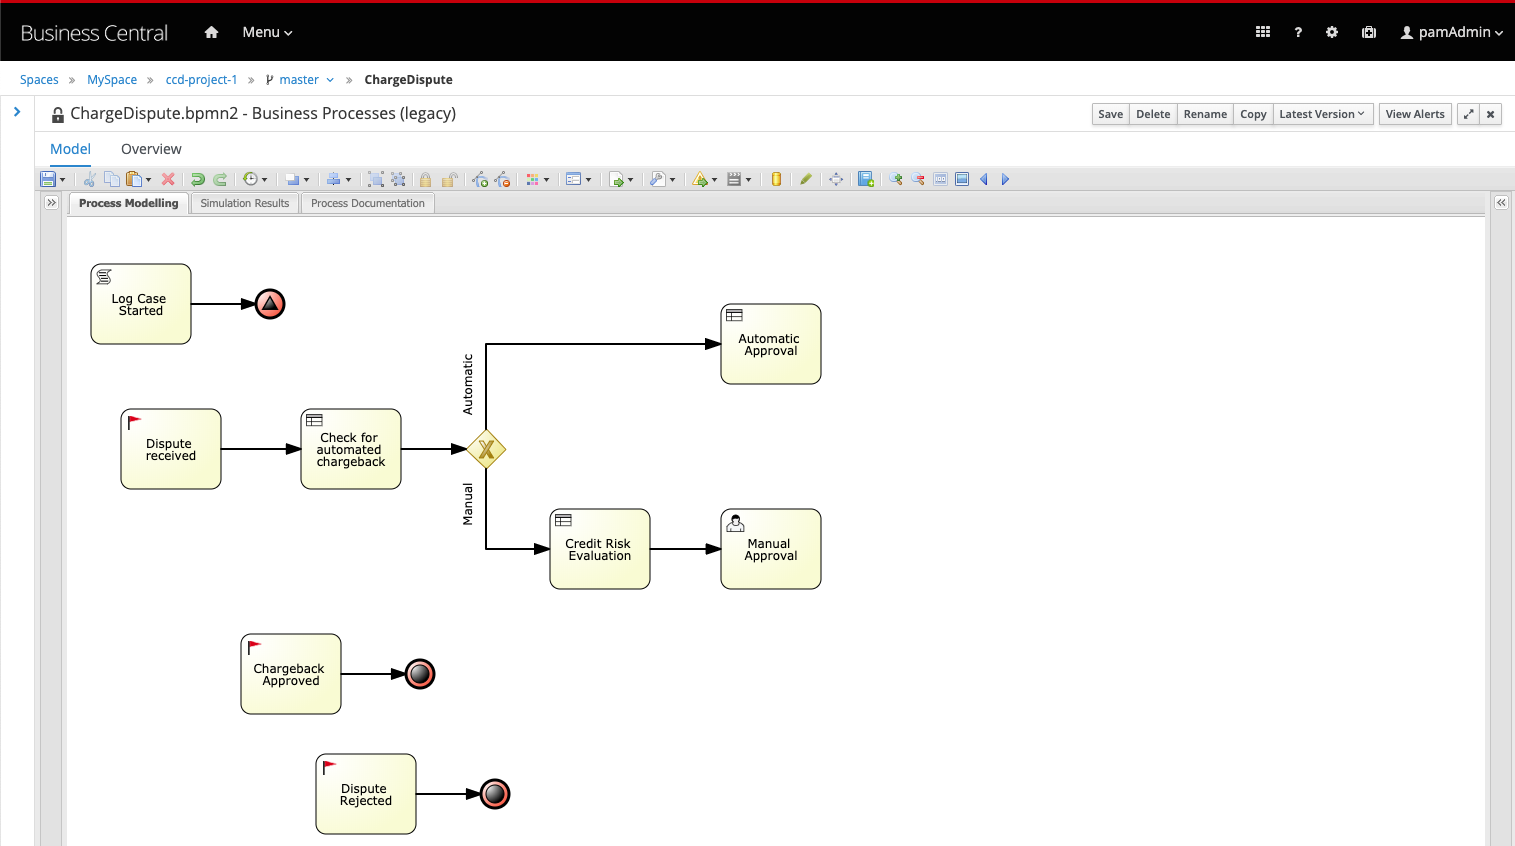 Business Central
Menu
?
pamAdmin
Spaces » MySpace » ccd-project-1 » master » ChargeDispute
ChargeDispute.bpmn2 - Business Processes (legacy)
Save Delete Rename Copy Latest Version View Alerts
Model Overview
Process Modelling Simulation Results Process Documentation
Log Case
Started
Automatic
Approval
Automatic
Dispute
received
Check for
automated
chargeback
X
Manual
Credit Risk
Evaluation
Manual
Approval
Chargeback
Approved
Dispute
Rejected